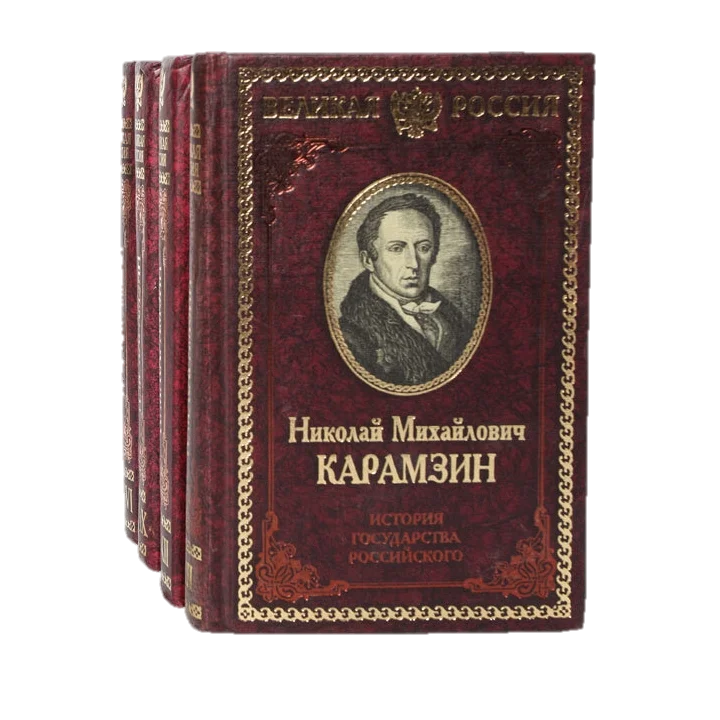 ВЕЛИКАЯ РОССИЯ
Николай Михайлович
КАРАМЗИН
ИСТОРИЯ
ГОСУДАРСТВА
РОССИЙСКОГО